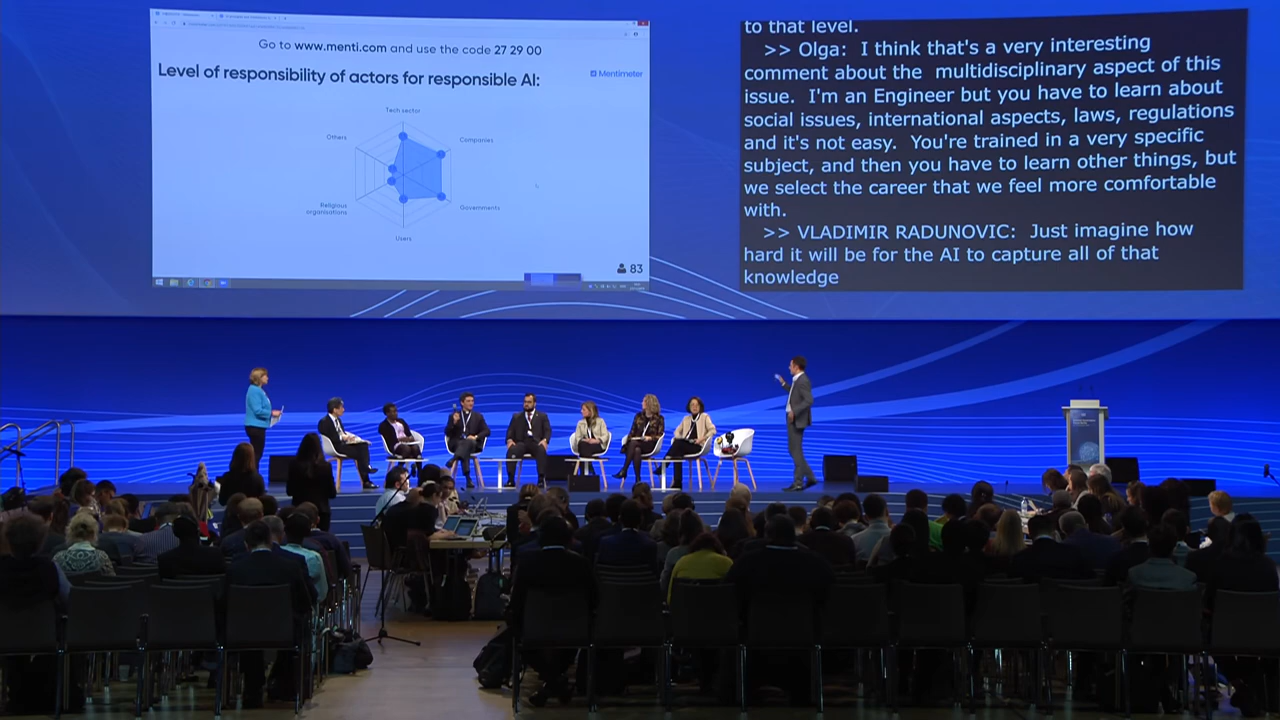 Go to www.menti.com and use the code 27 29 00
Level of responsibility of actors for responsible AI:
Mentimeter
Tech sector
Others
Companies
Religious
organisations
Governments
Users
83
to that level.
>> Olga: I think that's a very interesting
comment about the multidisciplinary aspect of this
issue. I'm an Engineer but you have to learn about
social issues, international aspects, laws, regulations
and it's not easy. You're trained in a very specific
subject, and then you have to learn other things, but
we select the career that we feel more comfortable
with.
>> VLADIMIR RADUNOVIC: Just imagine how
hard it will be for the AI to capture all of that
knowledge